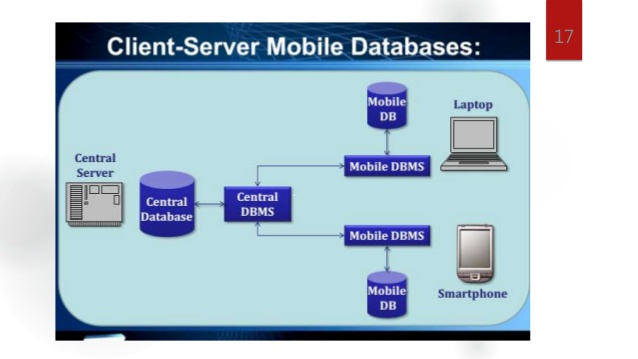 Client-Server Mobile Databases:
17
Mobile
DB
Laptop
Central
Server
Mobile DBMS
Central
Database
Central
DBMS
Mobile DBMS
Mobile
DB
Smartphone